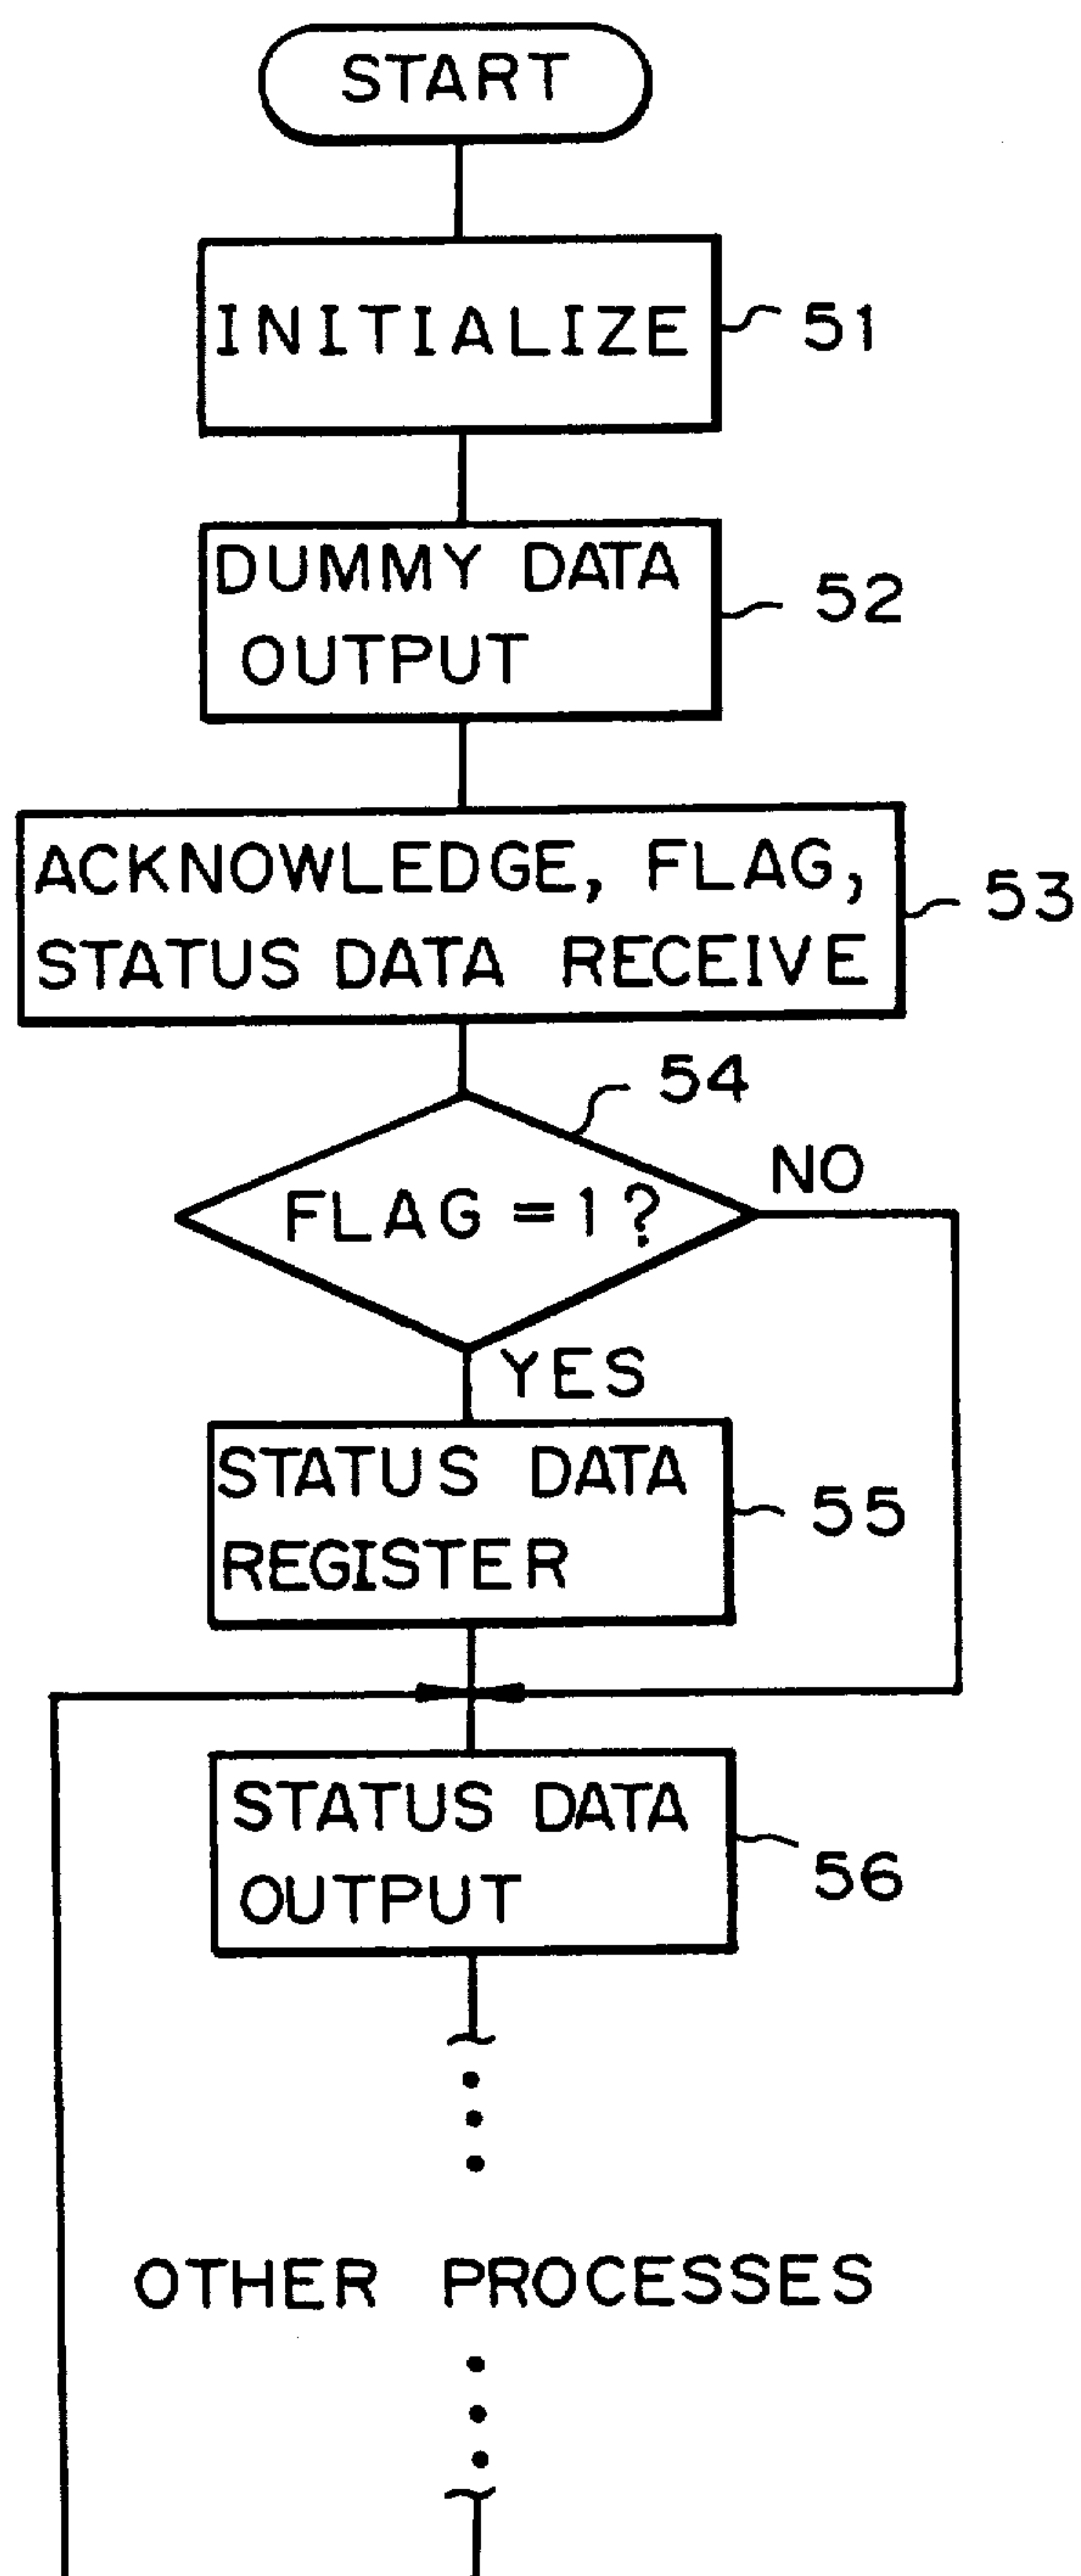 START
INITIALIZE
51
DUMMY DATA
OUTPUT
52
ACKNOWLEDGE, FLAG,
STATUS DATA RECEIVE
53
54
FLAG = 1 ?
NO
YES
STATUS DATA
REGISTER
55
STATUS DATA
OUTPUT
56
OTHER PROCESSES